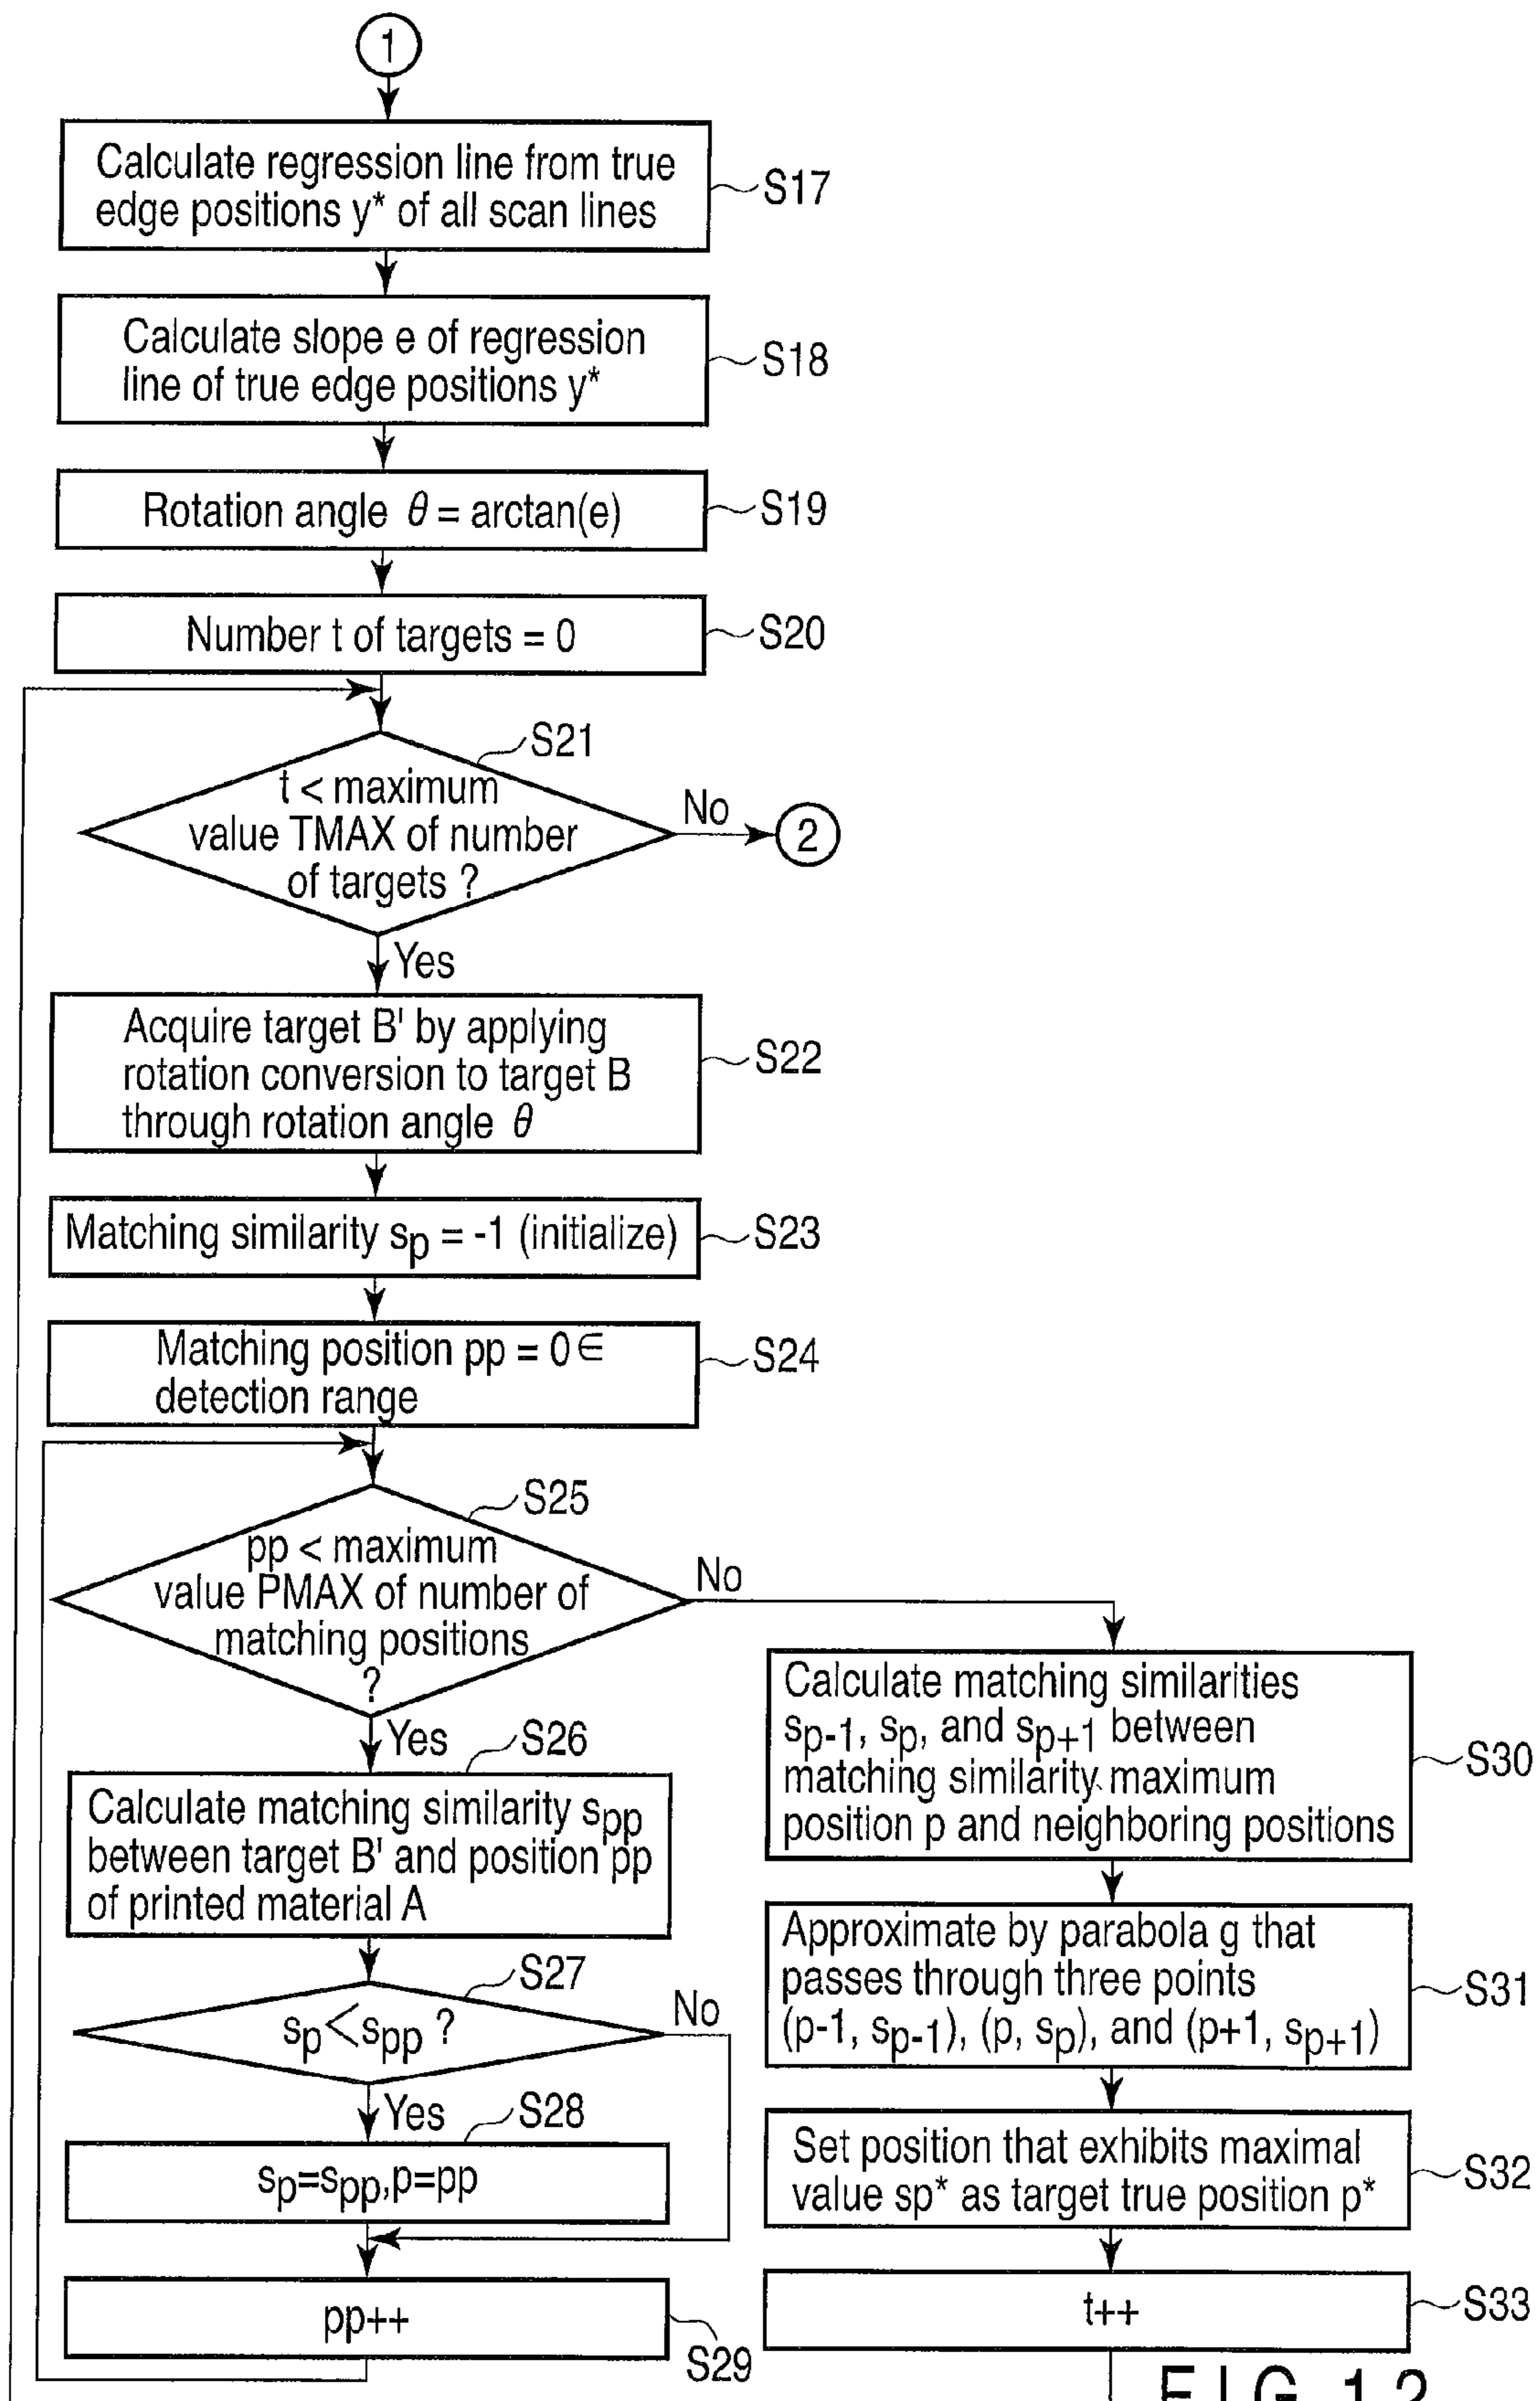 1
Calculate regression line from true
edge positions y* of all scan lines
S17
Calculate slope e of regression
line of true edge positions y*
S18
Rotation angle θ = arctan(e)
S19
Number t of targets = 0
S20
S21
t < maximum
value TMAX of number
of targets ?
No
2
Yes
Acquire target B' by applying
rotation conversion to target B
through rotation angle θ
S22
Matching similarity sp = -1 (initialize)
S23
Matching position pp = 0∈
detection range
S24
S25
pp < maximum
value PMAX of number of
matching positions
?
No
Yes
S26
Calculate matching similarity spp
between target B' and position pp
of printed material A
S27
sp<spp ?
No
Yes
S28
sp=spp,p=pp
pp++
S29
Calculate matching similarities
sp-1, sp, and sp+1 between
matching similarity maximum
position p and neighboring positions
S30
Approximate by parabola g that
passes through three points
(p-1, sp-1), (p, sp), and (p+1, sp+1)
S31
Set position that exhibits maximal
value sp* as target true position p*
S32
t++
S33
FIG.12